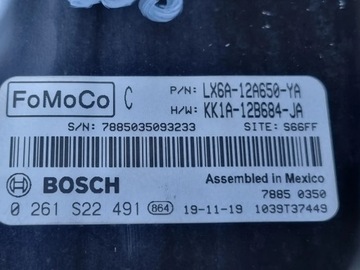 FoMoCo C P/N: LX6A-12A650-YA
H/W: KK1A-12B684-JA
S/N: 7885035093233 SITE: S66FF
BOSCH Assembled in Mexico
7885 0350
0 261 S22 491 864 19-11-19 1039T37449